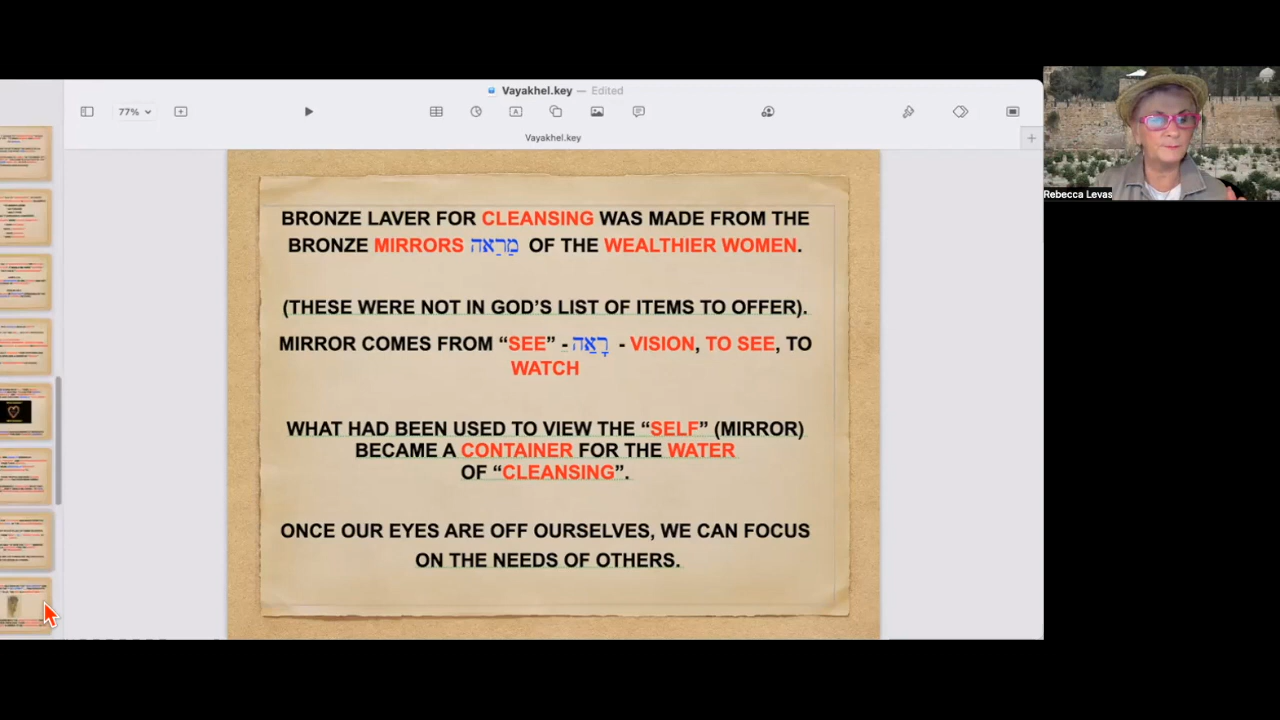 Vayakhel.key — Edited
77%
Vayakhel.key
BRONZE LAVER FOR CLEANSING WAS MADE FROM THE
BRONZE MIRRORS מַרְאָה OF THE WEALTHIER WOMEN.
(THESE WERE NOT IN GOD’S LIST OF ITEMS TO OFFER).
MIRROR COMES FROM “SEE” - רָאָה - VISION, TO SEE, TO
WATCH
WHAT HAD BEEN USED TO VIEW THE “SELF” (MIRROR)
BECAME A CONTAINER FOR THE WATER
OF “CLEANSING”.
ONCE OUR EYES ARE OFF OURSELVES, WE CAN FOCUS
ON THE NEEDS OF OTHERS.
Rebecca Levas